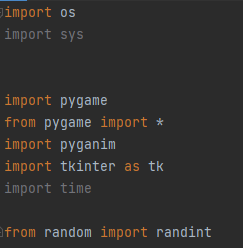 import os
import sys
import pygame
from pygame import *
import pyganim
import tkinter as tk
import time
from random import randint